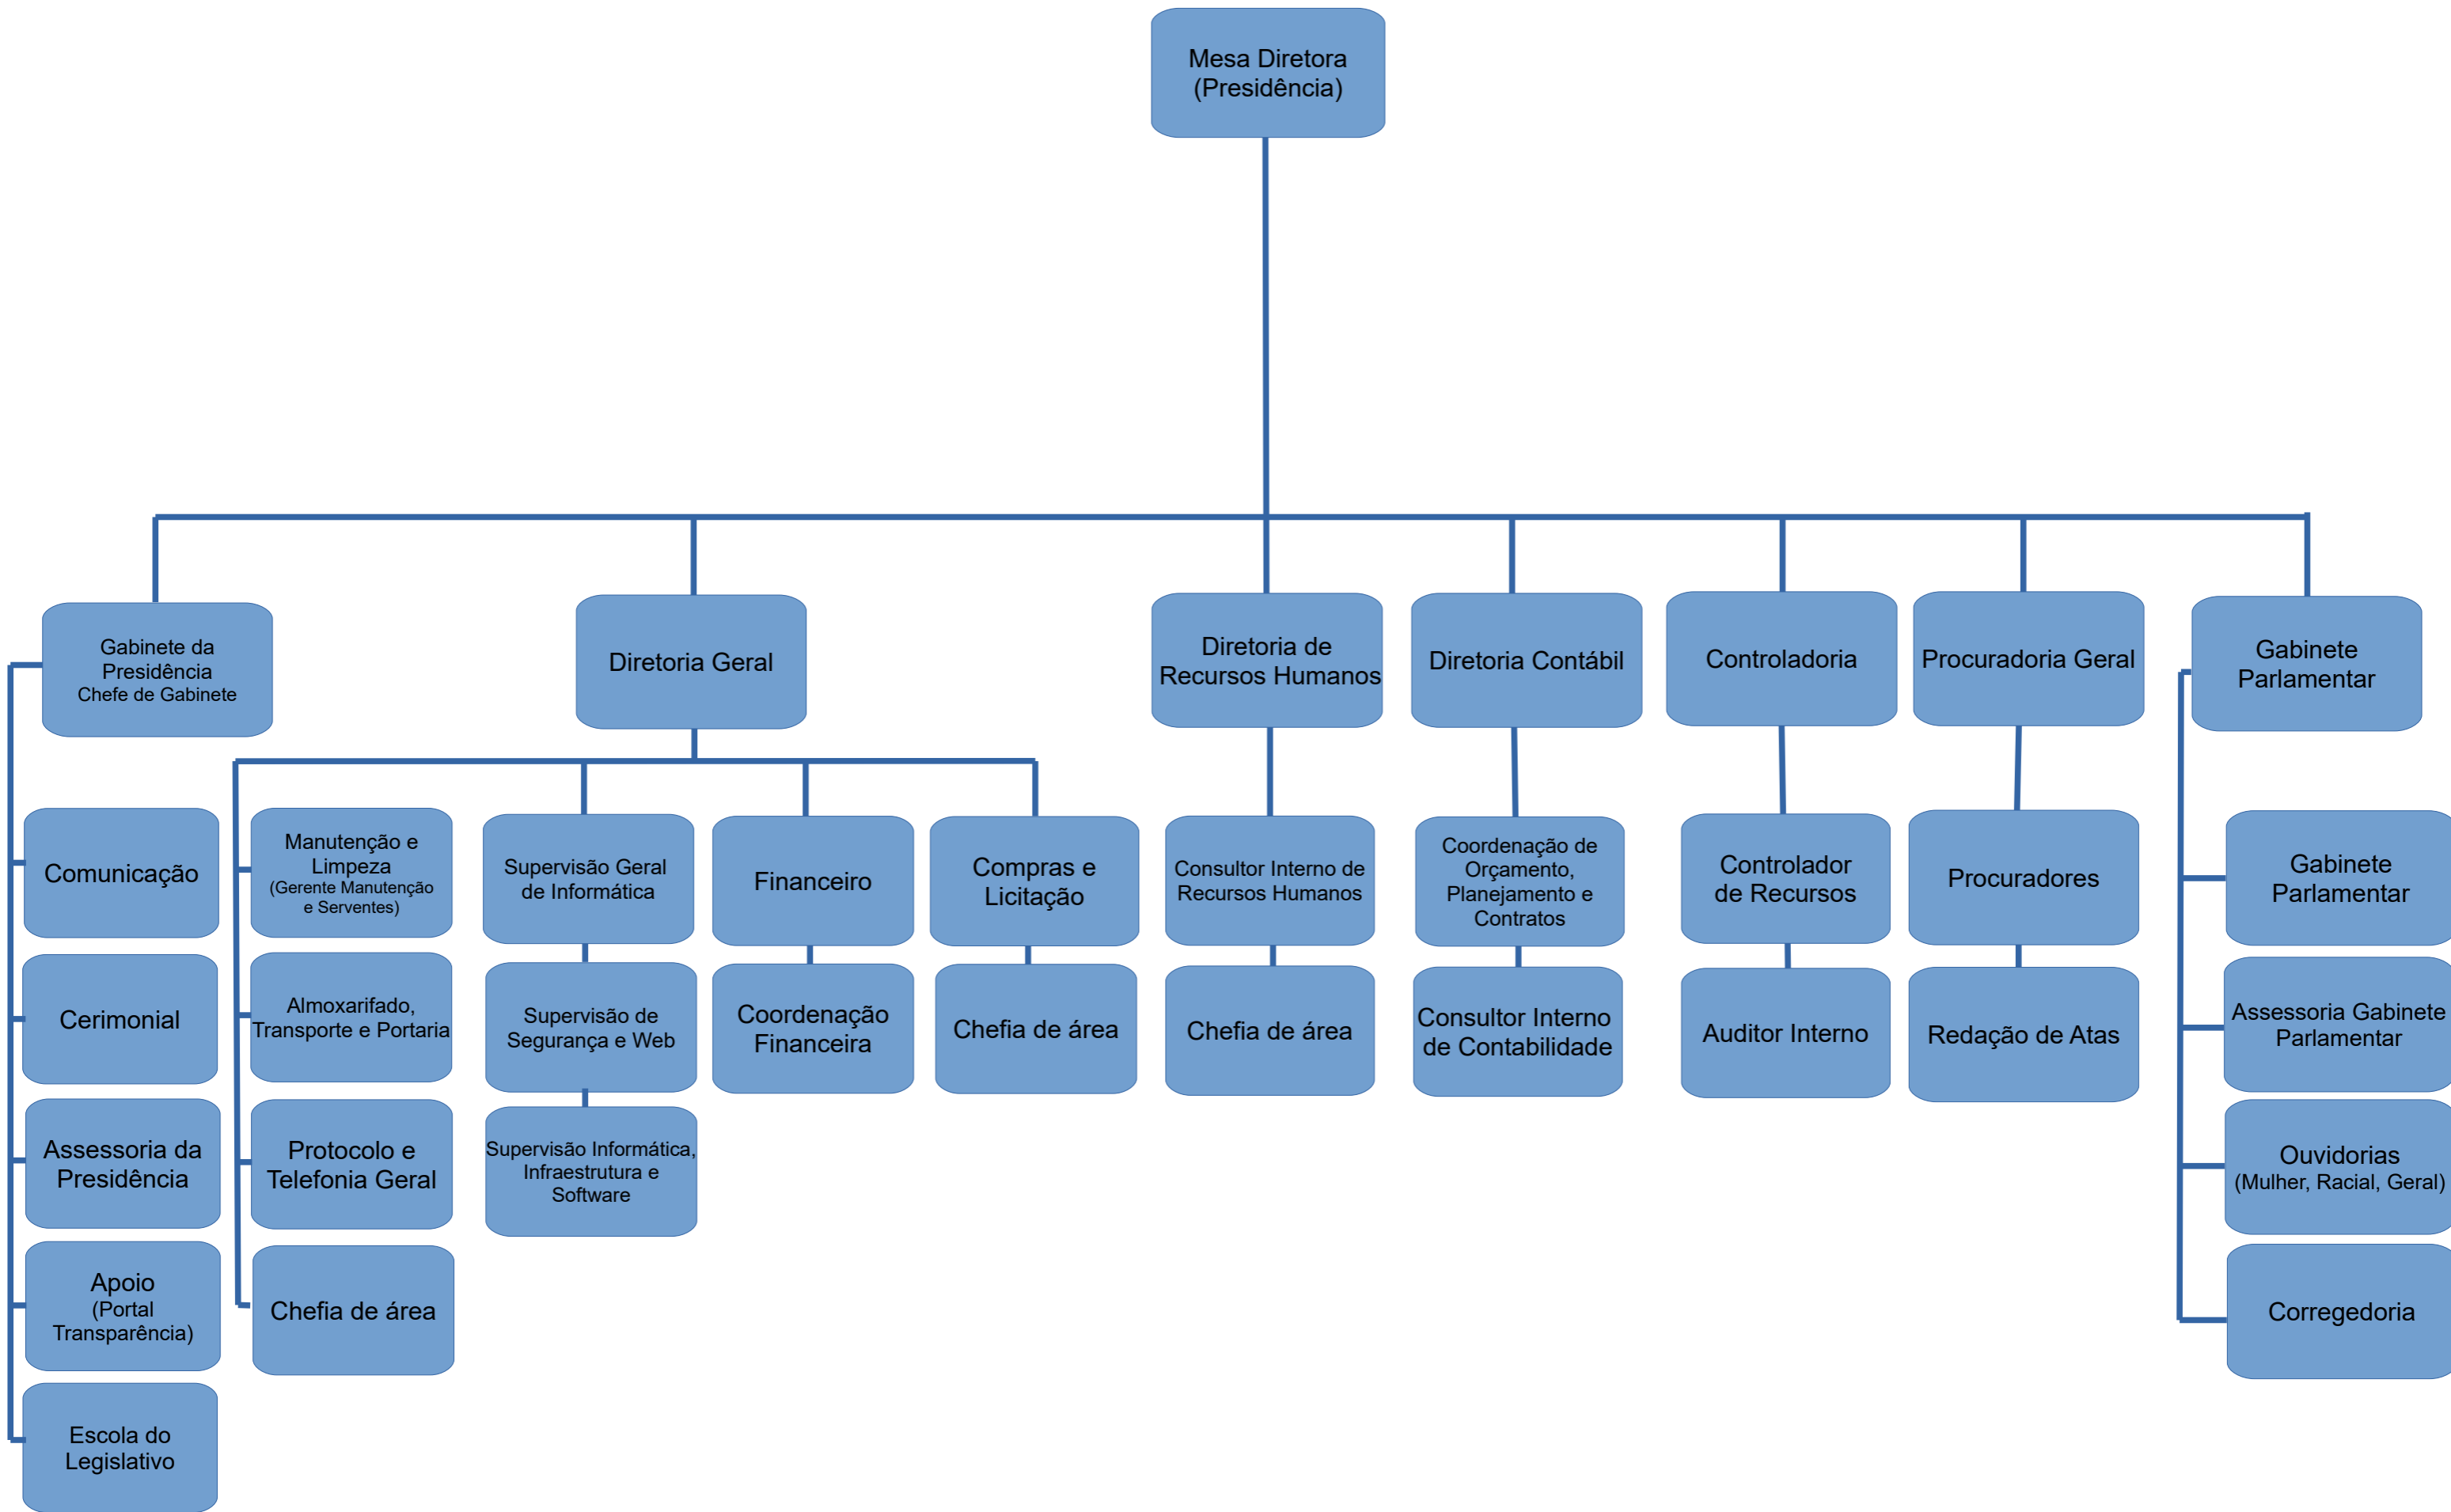 Mesa Diretora
(Presidência)
Gabinete da
Presidência
Chefe de Gabinete
Diretoria Geral
Diretoria de
Recursos Humanos
Diretoria Contábil
Controladoria
Procuradoria Geral
Gabinete
Parlamentar
Comunicação
Manutenção e
Limpeza
(Gerente Manutenção
e Serventes)
Supervisão Geral
de Informática
Financeiro
Compras e
Licitação
Consultor Interno de
Recursos Humanos
Coordenação de
Orçamento,
Planejamento e
Contratos
Controlador
de Recursos
Procuradores
Gabinete
Parlamentar
Cerimonial
Almoxarifado,
Transporte e Portaria
Supervisão de
Segurança e Web
Coordenação
Financeira
Chefia de área
Chefia de área
Consultor Interno
de Contabilidade
Auditor Interno
Redação de Atas
Assessoria Gabinete
Parlamentar
Assessoria da
Presidência
Protocolo e
Telefonia Geral
Supervisão Informática,
Infraestrutura e
Software
Ouvidorias
(Mulher, Racial, Geral)
Apoio
(Portal
Transparência)
Chefia de área
Corregedoria
Escola do
Legislativo